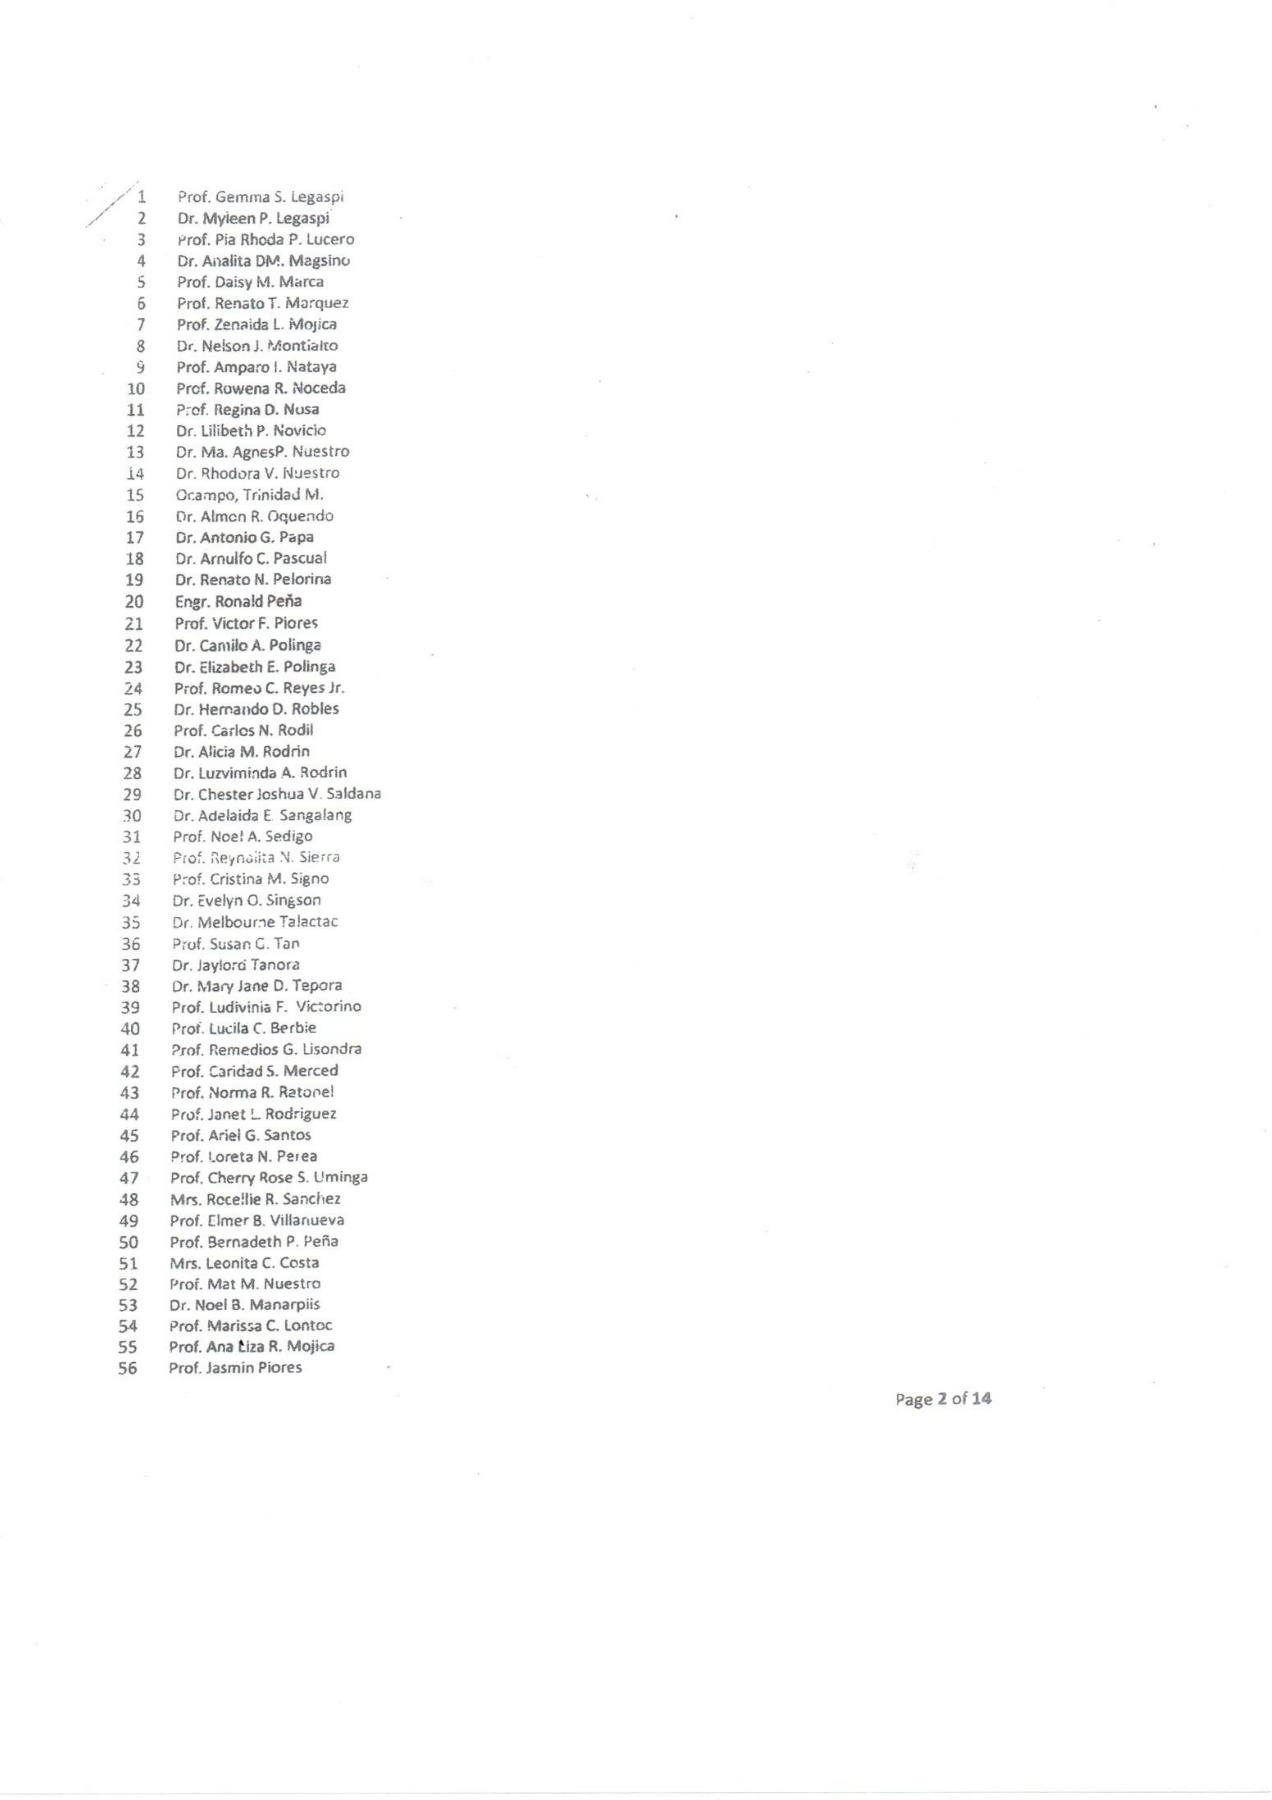 1 Prof. Gemma S. Legaspi
2 Dr. Myleen P. Legaspi
3 Prof. Pia Rhoda P. Lucero
4 Dr. Analita DM. Magsino
5 Prof. Daisy M. Marca
6 Prof. Renato T. Marquez
7 Prof. Zenaida L. Mojica
8 Dr. Nelson J. Montialto
9 Prof. Amparo I. Nataya
10 Prof. Rowena R. Noceda
11 Prof. Regina D. Nusa
12 Dr. Lilibeth P. Novicio
13 Dr. Ma. AgnesP. Nuestro
14 Dr. Rhodora V. Nuestro
15 Ocampo, Trinidad M.
16 Dr. Almon R. Oquendo
17 Dr. Antonio G. Papa
18 Dr. Arnulfo C. Pascual
19 Dr. Renato N. Pelorina
20 Engr. Ronald Peña
21 Prof. Victor F. Piores
22 Dr. Camilo A. Polinga
23 Dr. Elizabeth E. Polinga
24 Prof. Romeo C. Reyes Jr.
25 Dr. Hernando D. Robles
26 Prof. Carlos N. Rodil
27 Dr. Alicia M. Rodrin
28 Dr. Luzviminda A. Rodrin
29 Dr. Chester Joshua V. Saldana
30 Dr. Adelaida E. Sangalang
31 Prof. Noel A. Sedigo
32 Prof. Reynalita N. Sierra
33 Prof. Cristina M. Signo
34 Dr. Evelyn O. Singson
35 Dr. Melbourne Talactac
36 Prof. Susan G. Tan
37 Dr. Jaylord Tanora
38 Dr. Mary Jane D. Tepora
39 Prof. Ludivinia F. Victorino
40 Prof. Lucila C. Berbie
41 Prof. Remedios G. Lisondra
42 Prof. Caridad S. Merced
43 Prof. Norma R. Ratonel
44 Prof. Janet L. Rodriguez
45 Prof. Ariel G. Santos
46 Prof. Loreta N. Perea
47 Prof. Cherry Rose S. Uminga
48 Mrs. Rocellie R. Sanchez
49 Prof. Elmer B. Villanueva
50 Prof. Bernadeth P. Peña
51 Mrs. Leonita C. Costa
52 Prof. Mat M. Nuestro
53 Dr. Noel B. Manarpiis
54 Prof. Marissa C. Lontoc
55 Prof. Ana Liza R. Mojica
56 Prof. Jasmin Piores
Page 2 of 14